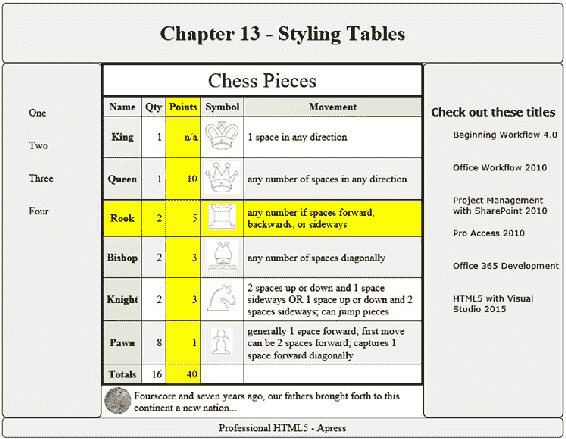 Chapter 13 - Styling Tables
One
Two
Three
Four
Chess Pieces
Name Qty Points Symbol Movement
King 1 n/a 1 space in any direction
Queen 1 10 any number of spaces in any direction
Rook 2 5 any number if spaces forward,
backwards, or sideways
Bishop 2 3 any number of spaces diagonally
Knight 2 3 2 spaces up or down and 1 space
sideways OR 1 space up or down and 2
spaces sideways; can jump pieces
Pawn 8 1 generally 1 space forward; first move
can be 2 spaces forward; captures 1
space forward diagonally
Totals 16 40
Fourscore and seven years ago, our fathers brought forth to this
continent a new nation...
Check out these titles
Beginning Workflow 4.0
Office Workflow 2010
Project Management
with SharePoint 2010
Pro Access 2010
Office 365 Development
HTML5 with Visual
Studio 2015
Professional HTML5 - Apress